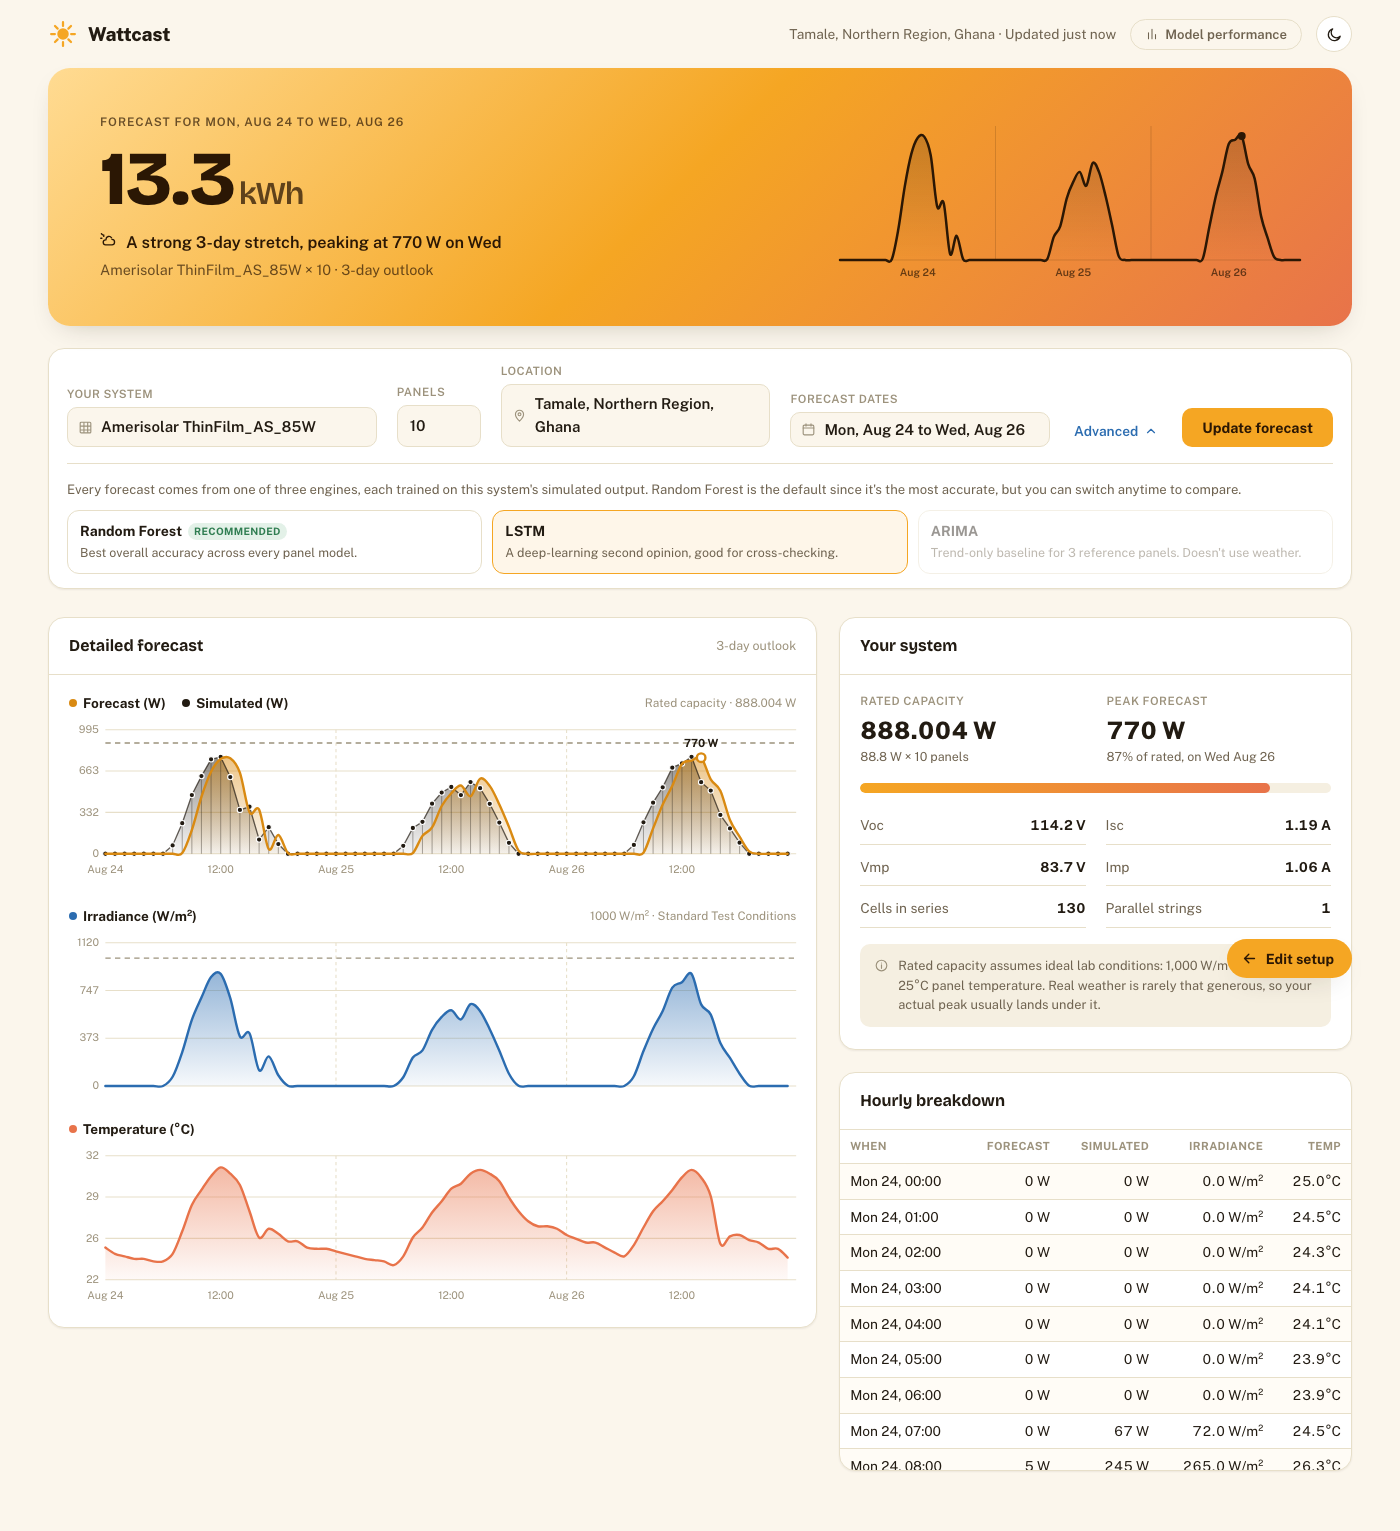 Wattcast
Tamale, Northern Region, Ghana · Updated just now
Model performance
FORECAST FOR MON, AUG 24 TO WED, AUG 26
13.3 kWh
A strong 3-day stretch, peaking at 770 W on Wed
Amerisolar ThinFilm_AS_85W × 10 · 3-day outlook
Aug 24
Aug 25
Aug 26
YOUR SYSTEM
Amerisolar ThinFilm_AS_85W
PANELS
10
LOCATION
Tamale, Northern Region,
Ghana
FORECAST DATES
Mon, Aug 24 to Wed, Aug 26
Advanced
Update forecast
Every forecast comes from one of three engines, each trained on this system's simulated output. Random Forest is the default since it's the most accurate, but you can switch anytime to compare.
Random Forest RECOMMENDED
Best overall accuracy across every panel model.
LSTM
A deep-learning second opinion, good for cross-checking.
ARIMA
Trend-only baseline for 3 reference panels. Doesn't use weather.
Detailed forecast
3-day outlook
Forecast (W)
Simulated (W)
Rated capacity · 888.004 W
995
770 W
663
332
0
Aug 24
12:00
Aug 25
12:00
Aug 26
12:00
Irradiance (W/m²)
1000 W/m² · Standard Test Conditions
1120
747
373
0
Temperature (°C)
32
29
26
22
Aug 24
12:00
Aug 25
12:00
Aug 26
12:00
Your system
RATED CAPACITY
888.004 W
88.8 W × 10 panels
PEAK FORECAST
770 W
87% of rated, on Wed Aug 26
Voc 114.2 V
Isc 1.19 A
Vmp 83.7 V
Imp 1.06 A
Cells in series 130
Parallel strings 1
Rated capacity assumes ideal lab conditions: 1,000 W/m
25°C panel temperature. Real weather is rarely that generous, so your
actual peak usually lands under it.
Edit setup
Hourly breakdown
WHEN FORECAST SIMULATED IRRADIANCE TEMP
Mon 24, 00:00 0 W 0 W 0.0 W/m² 25.0°C
Mon 24, 01:00 0 W 0 W 0.0 W/m² 24.5°C
Mon 24, 02:00 0 W 0 W 0.0 W/m² 24.3°C
Mon 24, 03:00 0 W 0 W 0.0 W/m² 24.1°C
Mon 24, 04:00 0 W 0 W 0.0 W/m² 24.1°C
Mon 24, 05:00 0 W 0 W 0.0 W/m² 23.9°C
Mon 24, 06:00 0 W 0 W 0.0 W/m² 23.9°C
Mon 24, 07:00 0 W 67 W 72.0 W/m² 24.5°C
Mon 24, 08:00 5 W 245 W 265.0 W/m² 26.3°C